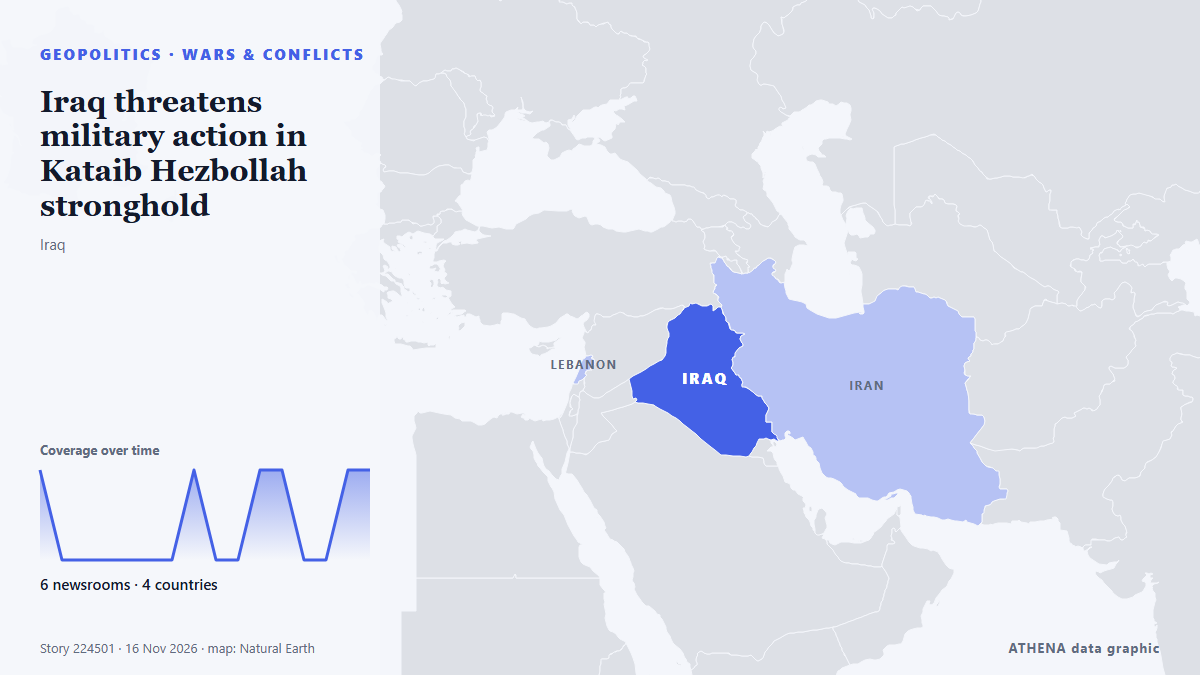 GEOPOLITICS · WARS & CONFLICTS
Iraq threatens
military action in
Kataib Hezbollah
stronghold
Iraq
LEBANON
IRAQ
IRAN
Coverage over time
6 newsrooms · 4 countries
Story 224501 · 16 Nov 2026 · map: Natural Earth
ATHENA data graphic